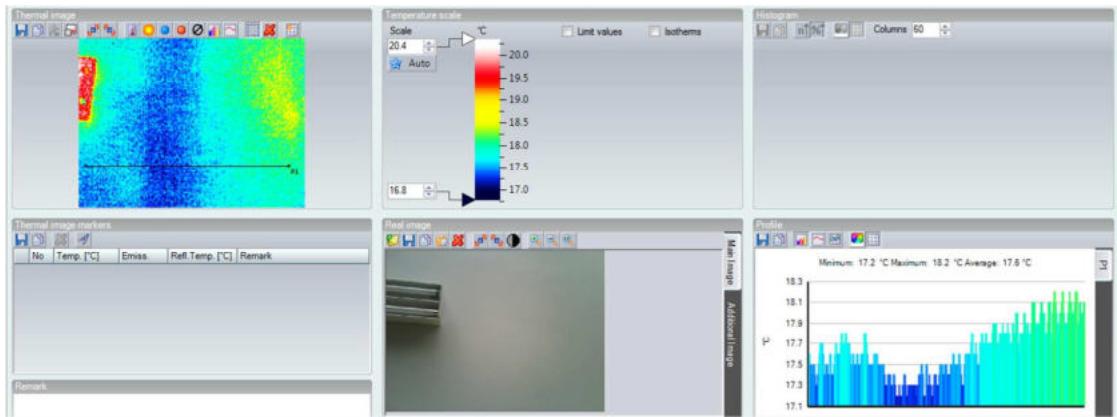 Thermal image
P1
Temperature scale
Scale
°C
20.4
Auto
Limit values
Isotherms
20.0
19.5
19.0
18.5
18.0
17.5
17.0
16.8
Histogram
Columns 60
Thermal image markers
No Temp. [°C] Emiss. Refl.Temp. [°C] Remark
Remark
Real image
Main Image
Additional Image
Profile
Minimum: 17.2 °C Maximum: 18.2 °C Average: 17.6 °C
P1
°C
18.3
18.1
17.9
17.7
17.5
17.3
17.1